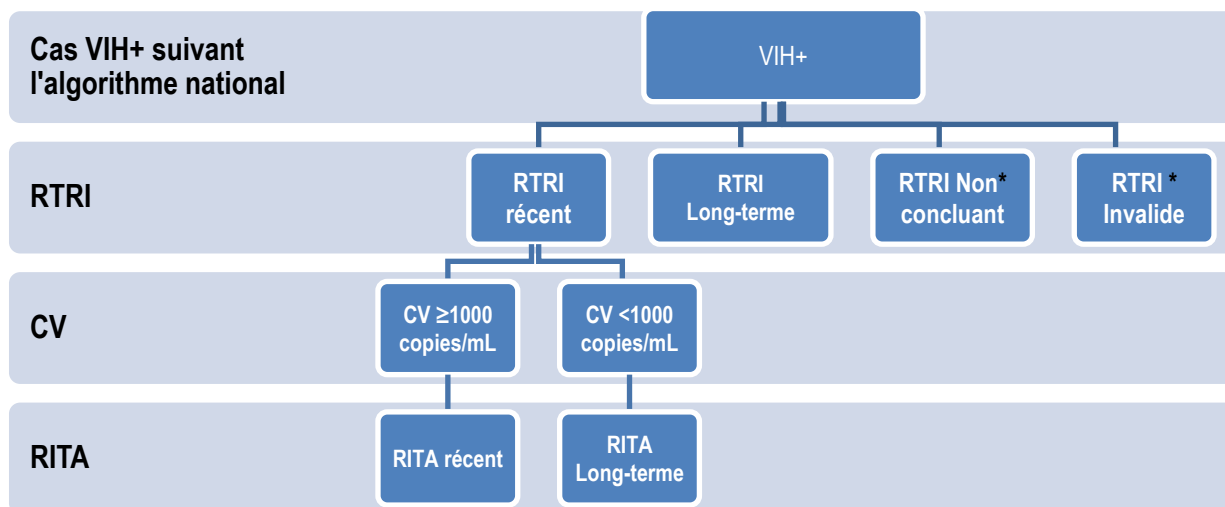 Cas VIH+ suivant
l'algorithme national
VIH+
RTRI
RTRI
récent
RTRI
Long-terme
RTRI Non*
concluant
RTRI *
Invalide
CV
CV ≥1000
copies/mL
CV <1000
copies/mL
RITA
RITA récent
RITA
Long-terme